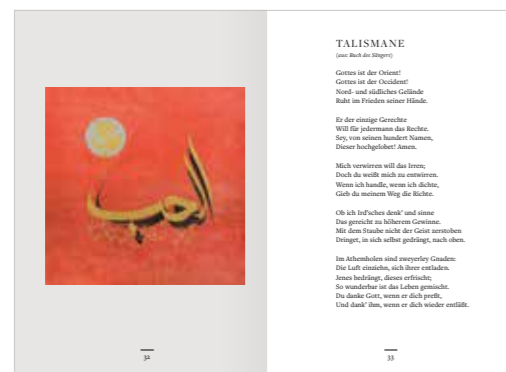 الحب
32
TALISMANE
(aus: Buch des Sängers)
Gottes ist der Orient!
Gottes ist der Occident!
Nord- und südliches Gelände
Ruht im Frieden seiner Hände.
Er der einzige Gerechte
Will für jedermann das Rechte.
Sey, von seinen hundert Namen,
Dieser hochgelobet! Amen.
Mich verwirren will das Irren;
Doch du weißt mich zu entwirren.
Wenn ich handle, wenn ich dichte,
Gieb du meinem Weg die Richte.
Ob ich Ird'sches denk' und sinne
Das gereicht zu höherem Gewinne.
Mit dem Staube nicht der Geist zerstoben
Dringet, in sich selbst gedrängt, nach oben.
Im Athemholen sind zweyerley Gnaden:
Die Luft einziehn, sich ihrer entladen.
Jenes bedrängt, dieses erfrischt;
So wunderbar ist das Leben gemischt.
Du danke Gott, wenn er dich preßt,
Und dank' ihm, wenn er dich wieder entläßt.
33